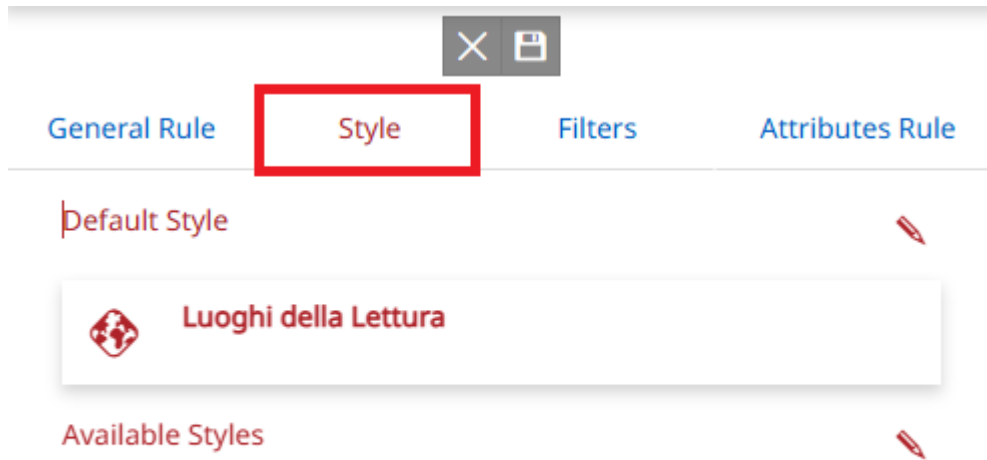 General Rule Style Filters Attributes Rule
Default Style
Luoghi della Lettura
Available Styles